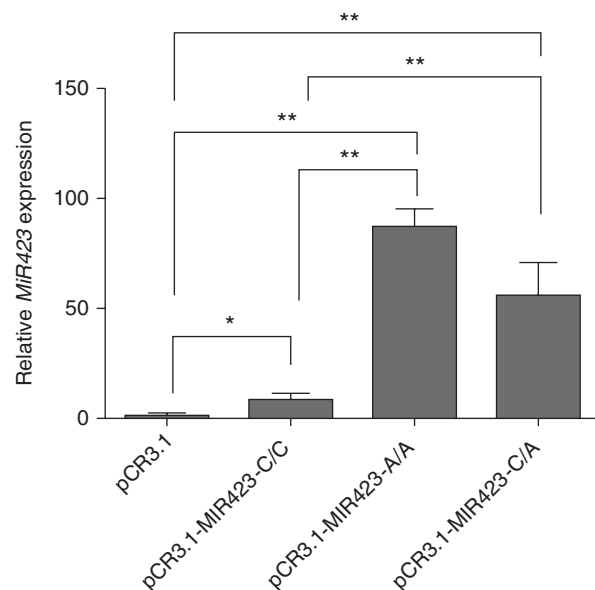 **
**
150
**
**
100
50
*
0
Relative MiR423 expression
pCR3.1
pCR3.1-MIR423-C/C
pCR3.1-MIR423-A/A
pCR3.1-MIR423-C/A